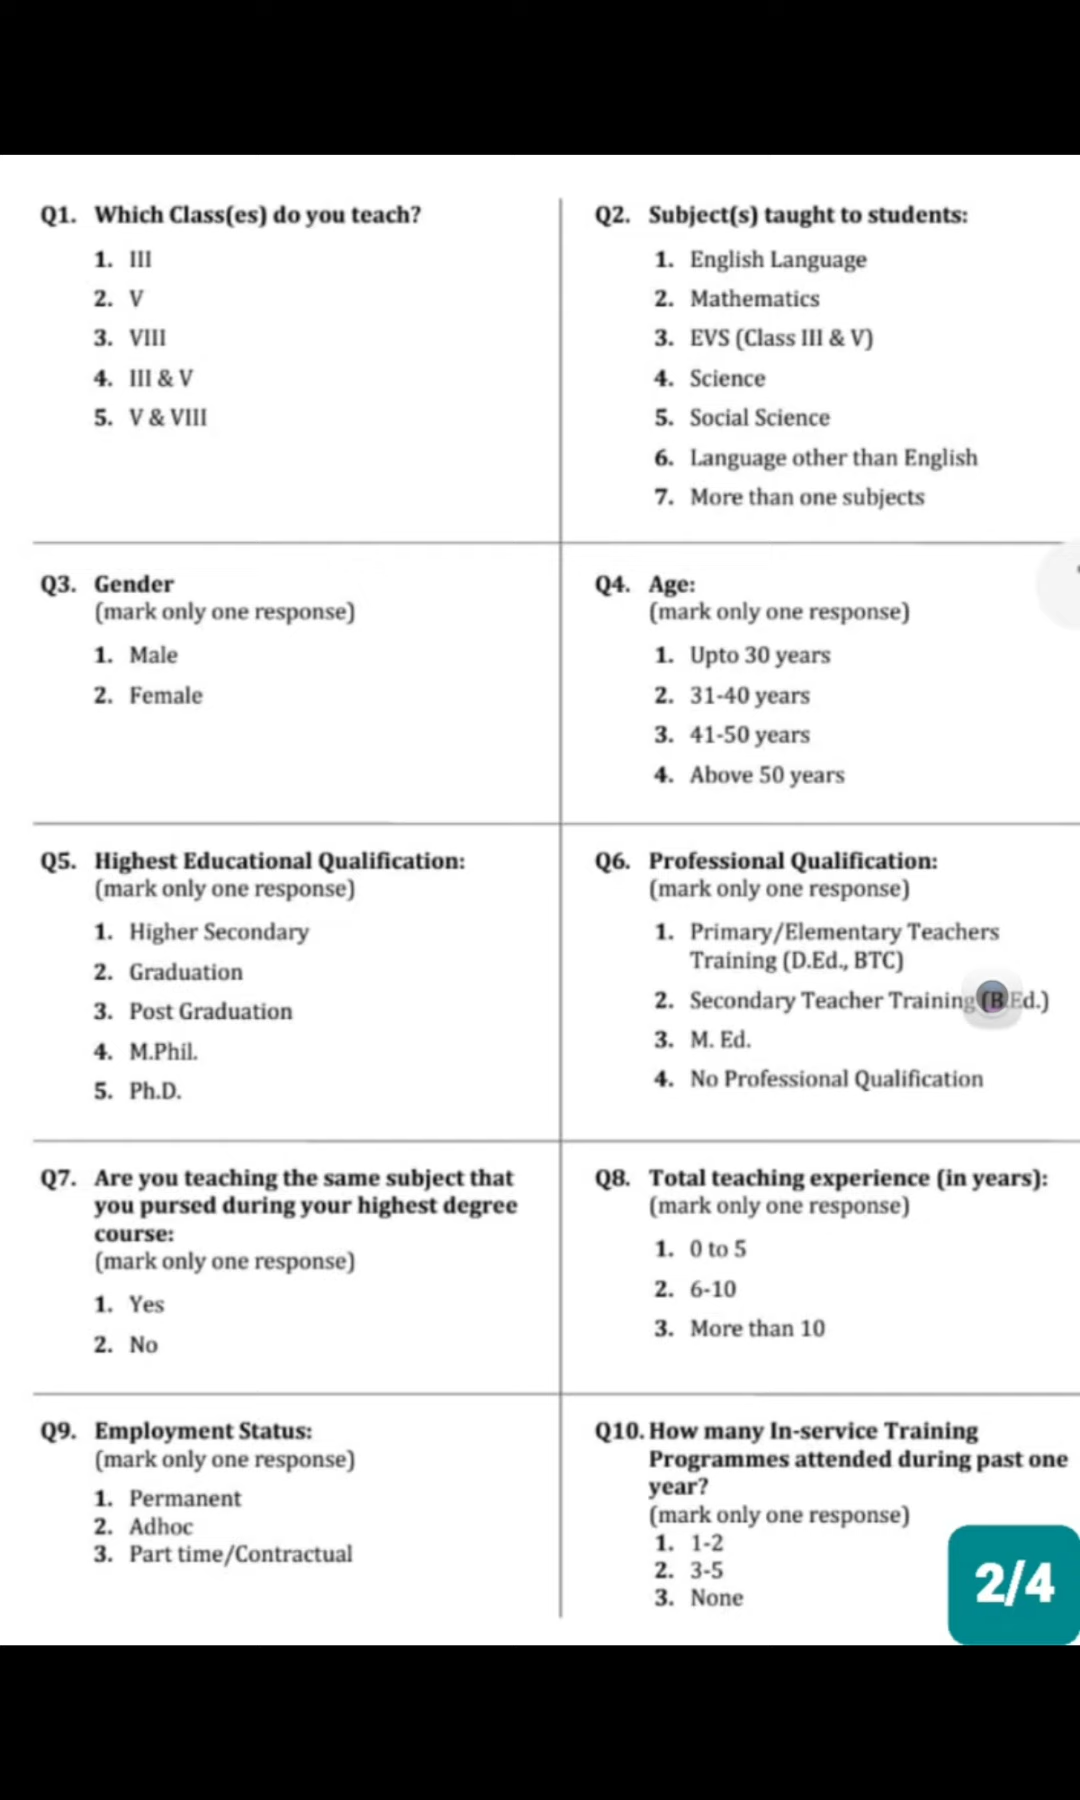 Q1. Which Class(es) do you teach?
1. III
2. V
3. VIII
4. III & V
5. V & VIII
Q2. Subject(s) taught to students:
1. English Language
2. Mathematics
3. EVS (Class III & V)
4. Science
5. Social Science
6. Language other than English
7. More than one subjects
Q3. Gender
(mark only one response)
1. Male
2. Female
Q4. Age:
(mark only one response)
1. Upto 30 years
2. 31-40 years
3. 41-50 years
4. Above 50 years
Q5. Highest Educational Qualification:
(mark only one response)
1. Higher Secondary
2. Graduation
3. Post Graduation
4. M.Phil.
5. Ph.D.
Q6. Professional Qualification:
(mark only one response)
1. Primary/Elementary Teachers
Training (D.Ed., BTC)
2. Secondary Teacher Training (B.Ed.)
3. M. Ed.
4. No Professional Qualification
Q7. Are you teaching the same subject that
you pursed during your highest degree
course:
(mark only one response)
1. Yes
2. No
Q8. Total teaching experience (in years):
(mark only one response)
1. 0 to 5
2. 6-10
3. More than 10
Q9. Employment Status:
(mark only one response)
1. Permanent
2. Adhoc
3. Part time/Contractual
Q10. How many In-service Training
Programmes attended during past one
year?
(mark only one response)
1. 1-2
2. 3-5
3. None
2/4